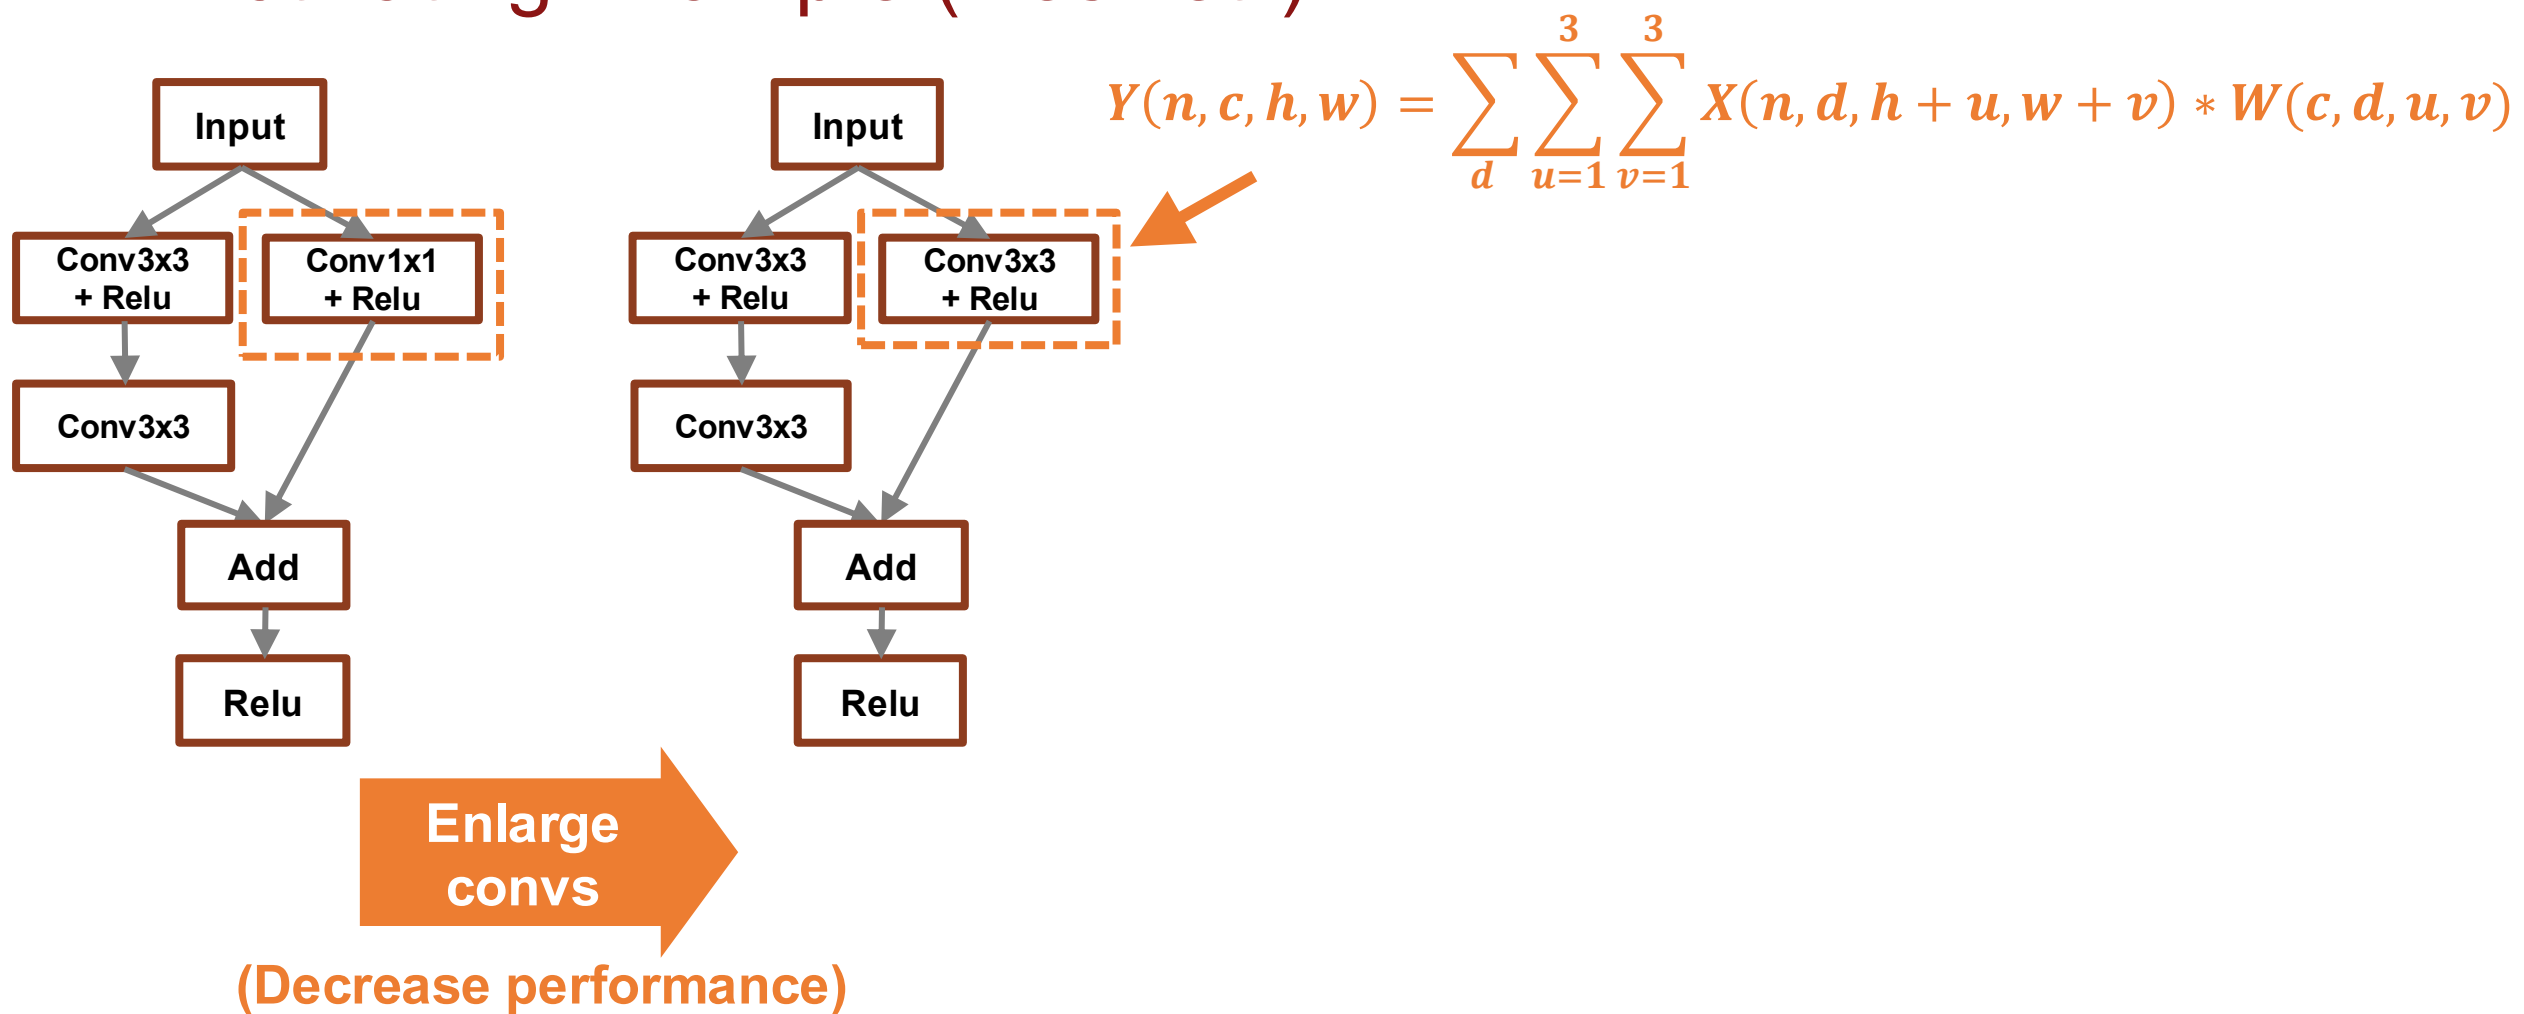 Input
Conv3x3
+ Relu
Conv1x1
+ Relu
Conv3x3
Add
Relu
Input
Conv3x3
+ Relu
Conv3x3
+ Relu
Conv3x3
Add
Relu
Y(n, c, h, w) = ∑_d ∑_{u=1}^{3} ∑_{v=1}^{3} X(n, d, h + u, w + v) * W(c, d, u, v)
Enlarge
convs
(Decrease performance)